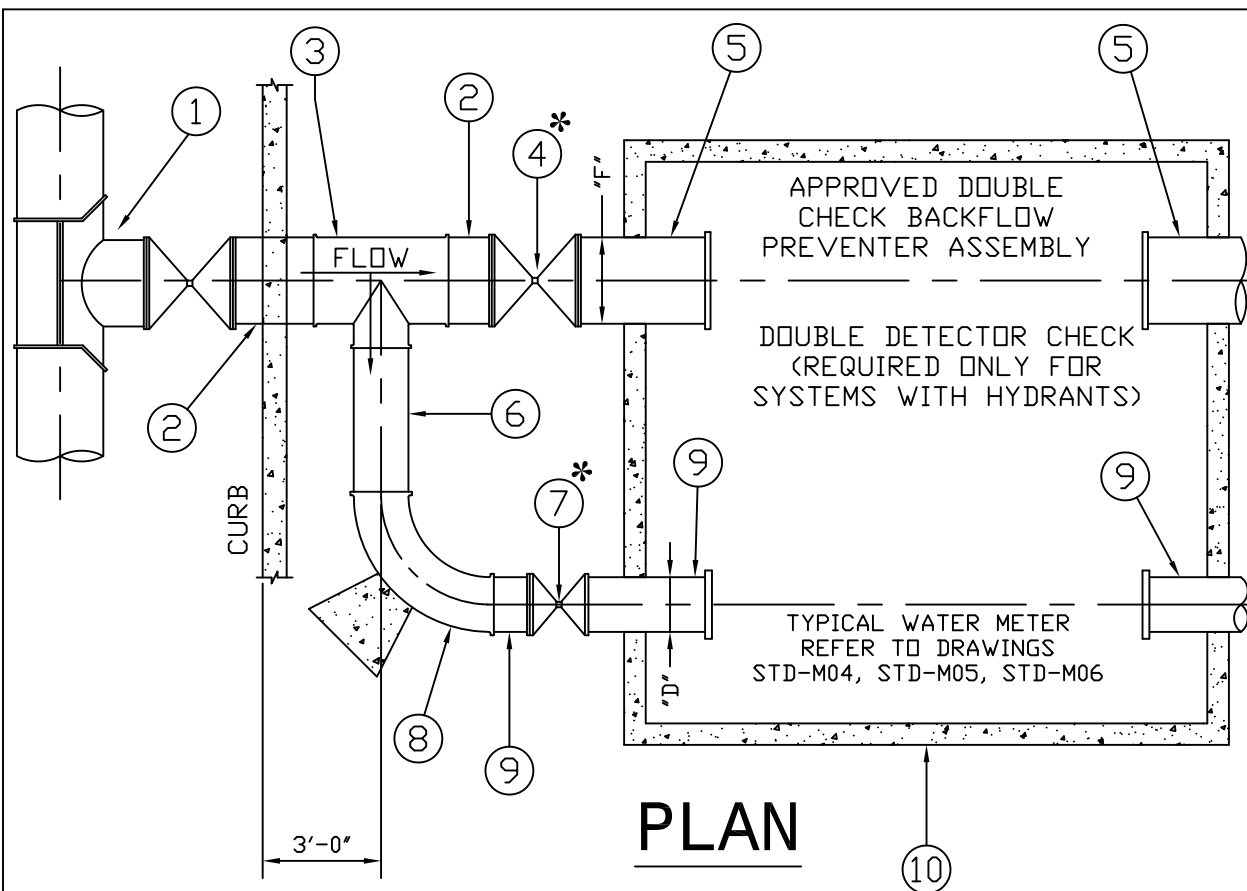 3
5
5
2
1
4*
"F"
APPROVED DOUBLE
CHECK BACKFLOW
PREVENTER ASSEMBLY
FLOW
DOUBLE DETECTOR CHECK
(REQUIRED ONLY FOR
SYSTEMS WITH HYDRANTS)
2
6
9
9
7*
CURB
TYPICAL WATER METER
REFER TO DRAWINGS
STD-M04, STD-M05, STD-M06
"D"
8
9
3'-0"
PLAN
10